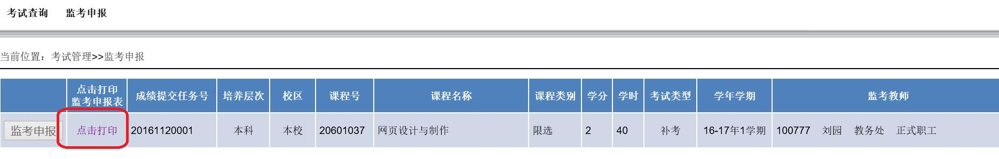 考试查询 监考申报
当前位置：考试管理>>监考申报
点击打印
监考申报表 成绩提交任务号 培养层次 校区 课程号 课程名称 课程类别 学分 学时 考试类型 学年学期 监考教师
监考申报 点击打印 20161120001 本科 本校 20601037 网页设计与制作 限选 2 40 补考 16-17年1学期 100777 刘园 教务处 正式职工